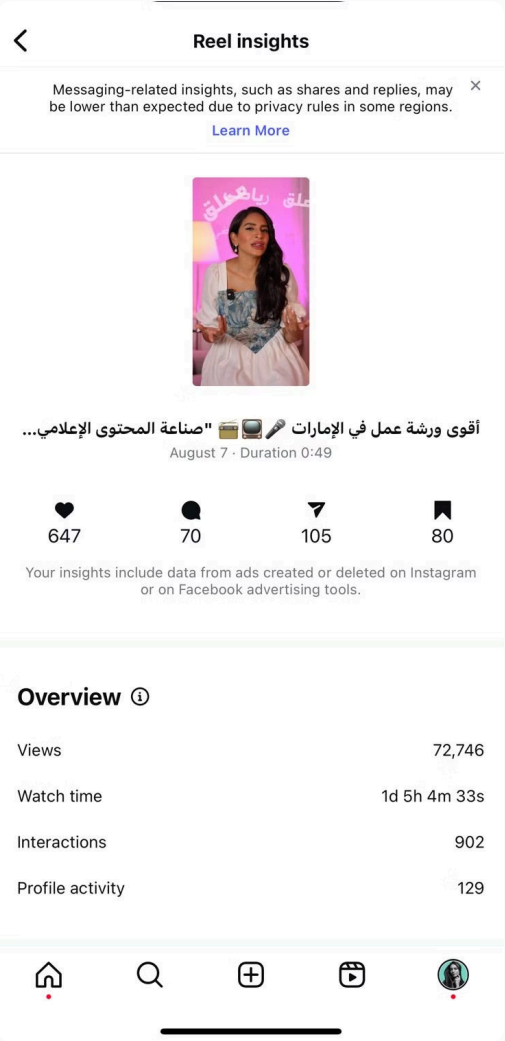 Reel insights
Messaging-related insights, such as shares and replies, may
be lower than expected due to privacy rules in some regions.
Learn More
معلق رياضي معلق
أقوى ورشة عمل في الإمارات 🎤📺📻 "صناعة المحتوى الإعلامي...
August 7 · Duration 0:49
647 70 105 80
Your insights include data from ads created or deleted on Instagram
or on Facebook advertising tools.
Overview
Views 72,746
Watch time 1d 5h 4m 33s
Interactions 902
Profile activity 129